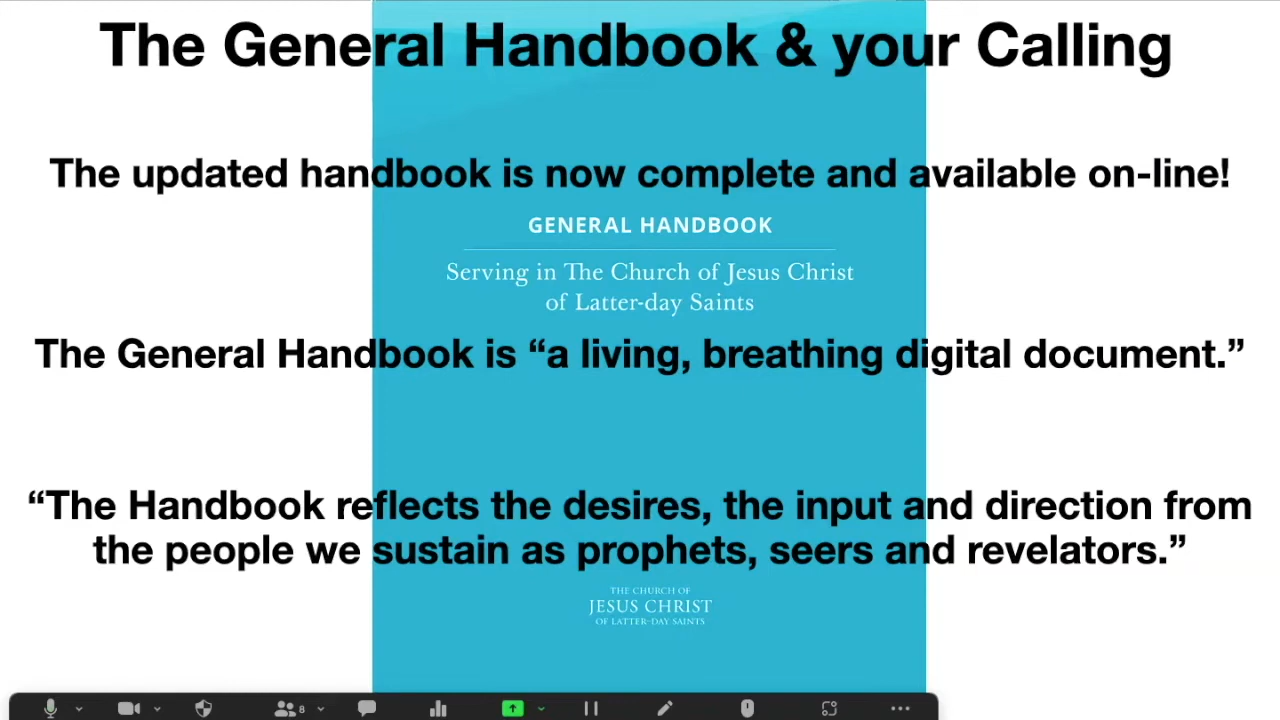 The General Handbook & your Calling
The updated handbook is now complete and available on-line!
GENERAL HANDBOOK
Serving in The Church of Jesus Christ
of Latter-day Saints
The General Handbook is “a living, breathing digital document.”
“The Handbook reflects the desires, the input and direction from
the people we sustain as prophets, seers and revelators.”
THE CHURCH OF
JESUS CHRIST
OF LATTER-DAY SAINTS
8